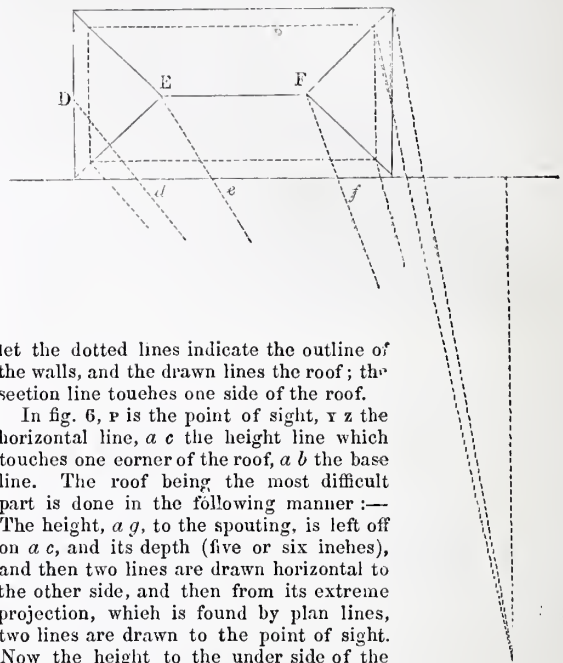 E
F
D
d
e
f
let the dotted lines indicate the outline of
the walls, and the drawn lines the roof; the
section line touches one side of the roof.
In fig. 6, P is the point of sight, Y Z the
horizontal line, a c the height line which
touches one corner of the roof, a b the base
line. The roof being the most difficult
part is done in the following manner :—
The height, a g, to the spouting, is left off
on a c, and its depth (five or six inches),
and then two lines are drawn horizontal to
the other side, and then from its extreme
projection, which is found by plan lines,
two lines are drawn to the point of sight.
Now the height to the under side of the